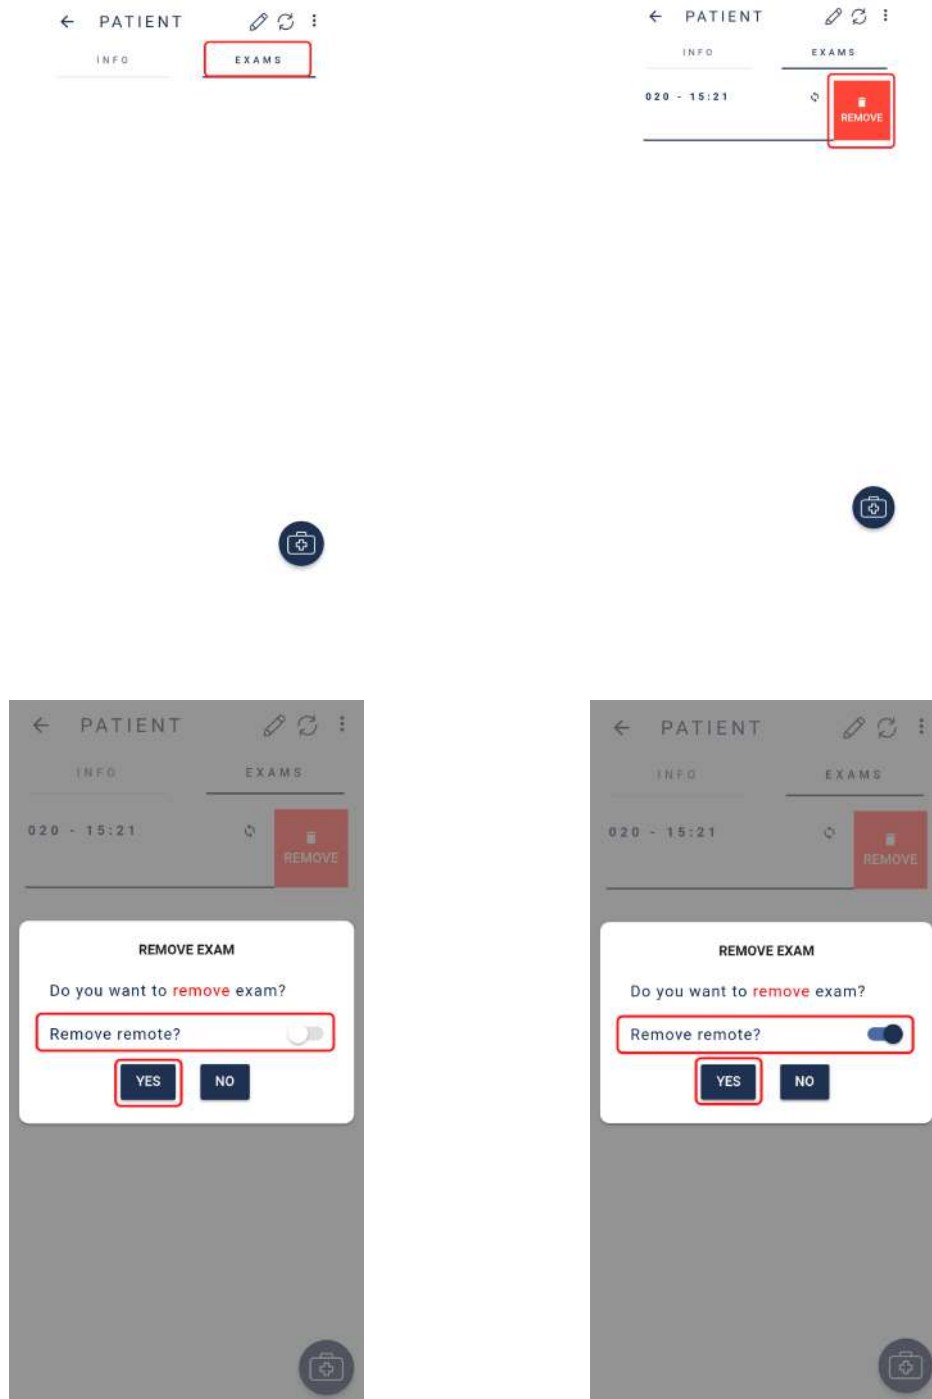 PATIENT
INFO EXAMS
PATIENT
INFO EXAMS
020 - 15:21
REMOVE
PATIENT
INFO EXAMS
020 - 15:21
REMOVE
REMOVE EXAM
Do you want to remove exam?
Remove remote?
YES NO
PATIENT
INFO EXAMS
020 - 15:21
REMOVE
REMOVE EXAM
Do you want to remove exam?
Remove remote?
YES NO